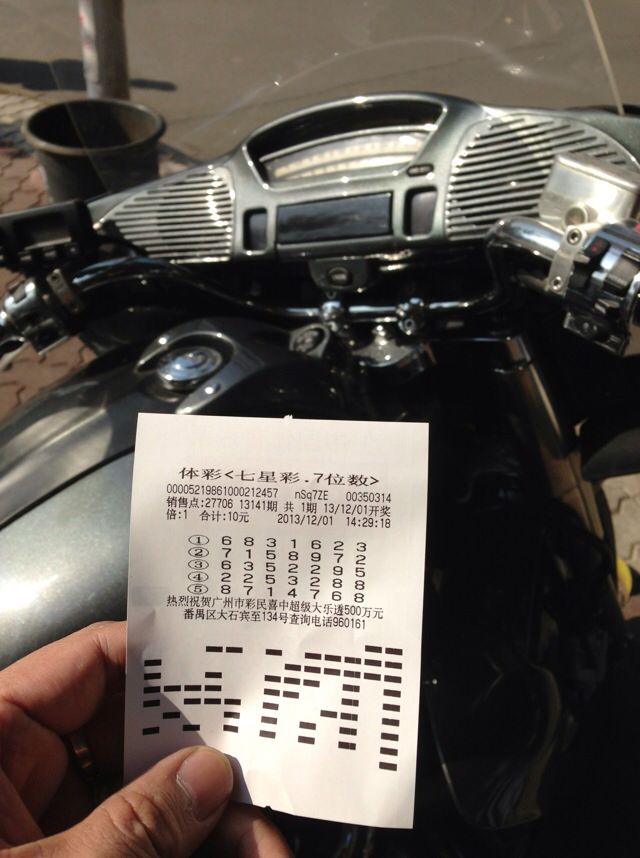 体彩<七星彩.7位数>
00005219861000212457 nSq7ZE 00350314
销售点:27706 13141期 共 1期 13/12/01开奖
倍:1 合计:10元 2013/12/01 14:29:18
① 6 8 3 1 6 2 3
② 7 1 5 8 9 7 2
③ 6 3 5 2 2 9 5
④ 2 2 5 3 2 8 8
⑤ 8 7 1 4 7 6 8
热烈祝贺广州市彩民喜中超级大乐透500万元
番禺区大石宾至134号查询电话960161